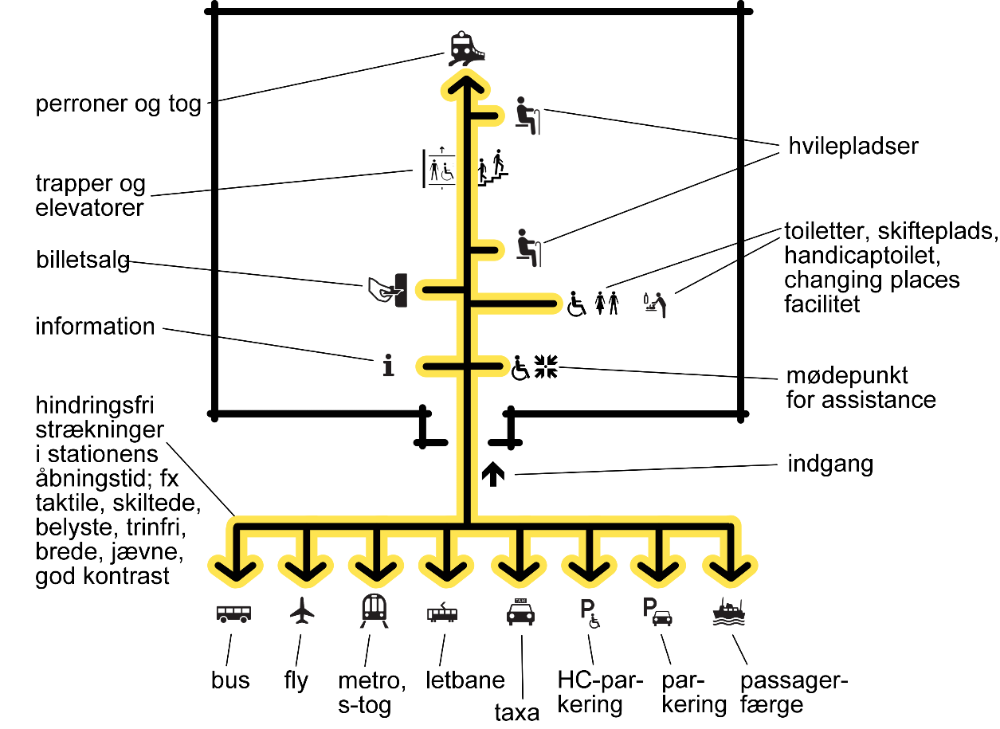 perroner og tog
trapper og
elevatorer
billetsalg
information
hindringsfri
strækninger
i stationens
åbningstid; fx
taktile, skiltede,
belyste, trinfri,
brede, jævne,
god kontrast
hvilepladser
toiletter, skifteplads,
handicaptoilet,
changing places
facilitet
mødepunkt
for assistance
indgang
i
TAXI
P
P
bus
fly
metro,
s-tog
letbane
taxa
HC-par-
kering
par-
kering
passager-
færge